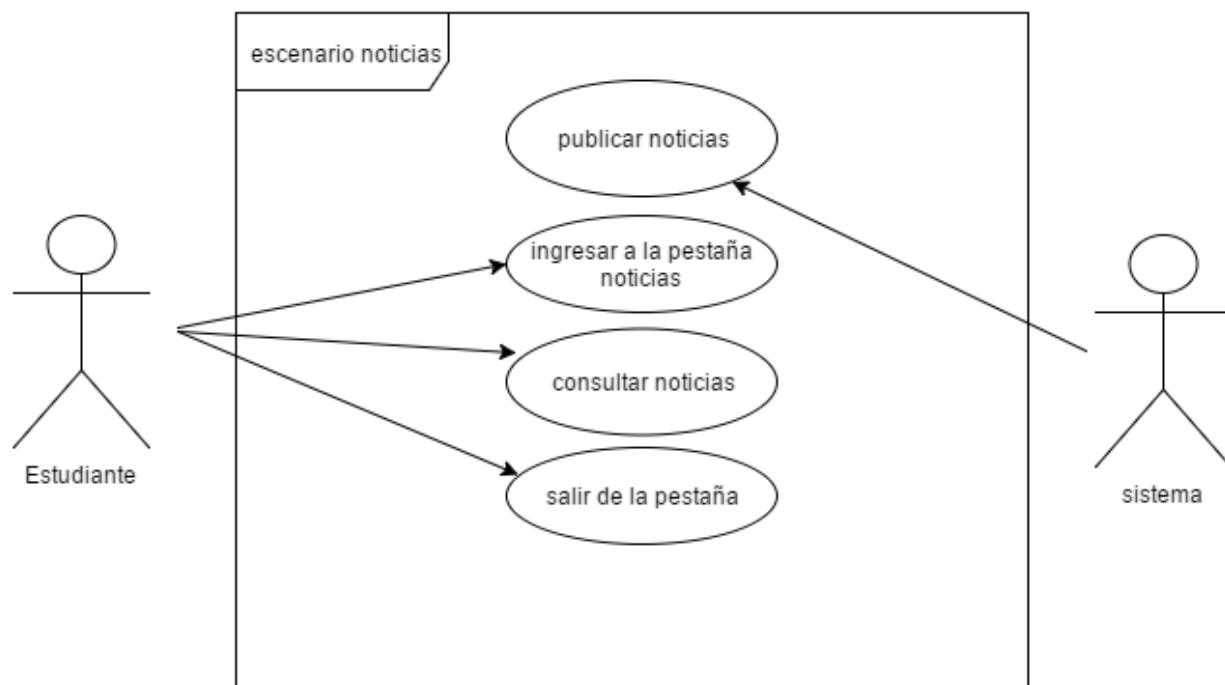 escenario noticias
publicar noticias
ingresar a la pestaña
noticias
consultar noticias
salir de la pestaña
Estudiante
sistema